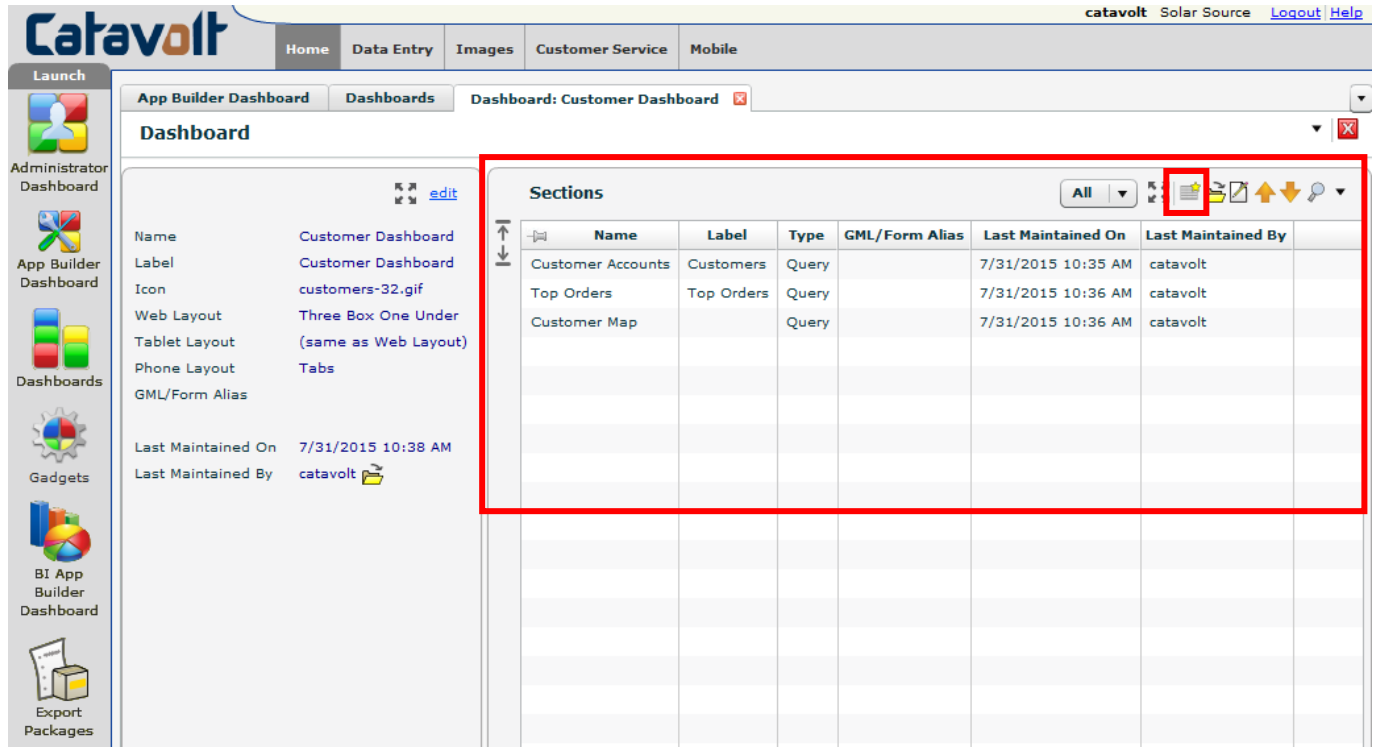 catavolt Solar Source Logout Help
Catavolt
Home Data Entry Images Customer Service Mobile
Launch
Administrator
Dashboard
App Builder
Dashboard
Dashboards
Gadgets
BI App
Builder
Dashboard
Export
Packages
App Builder Dashboard Dashboards Dashboard: Customer Dashboard
Dashboard
edit
Name Customer Dashboard
Label Customer Dashboard
Icon customers-32.gif
Web Layout Three Box One Under
Tablet Layout (same as Web Layout)
Phone Layout Tabs
GML/Form Alias
Last Maintained On 7/31/2015 10:38 AM
Last Maintained By catavolt
Sections All
Name Label Type GML/Form Alias Last Maintained On Last Maintained By
Customer Accounts Customers Query 7/31/2015 10:35 AM catavolt
Top Orders Top Orders Query 7/31/2015 10:36 AM catavolt
Customer Map Query 7/31/2015 10:36 AM catavolt